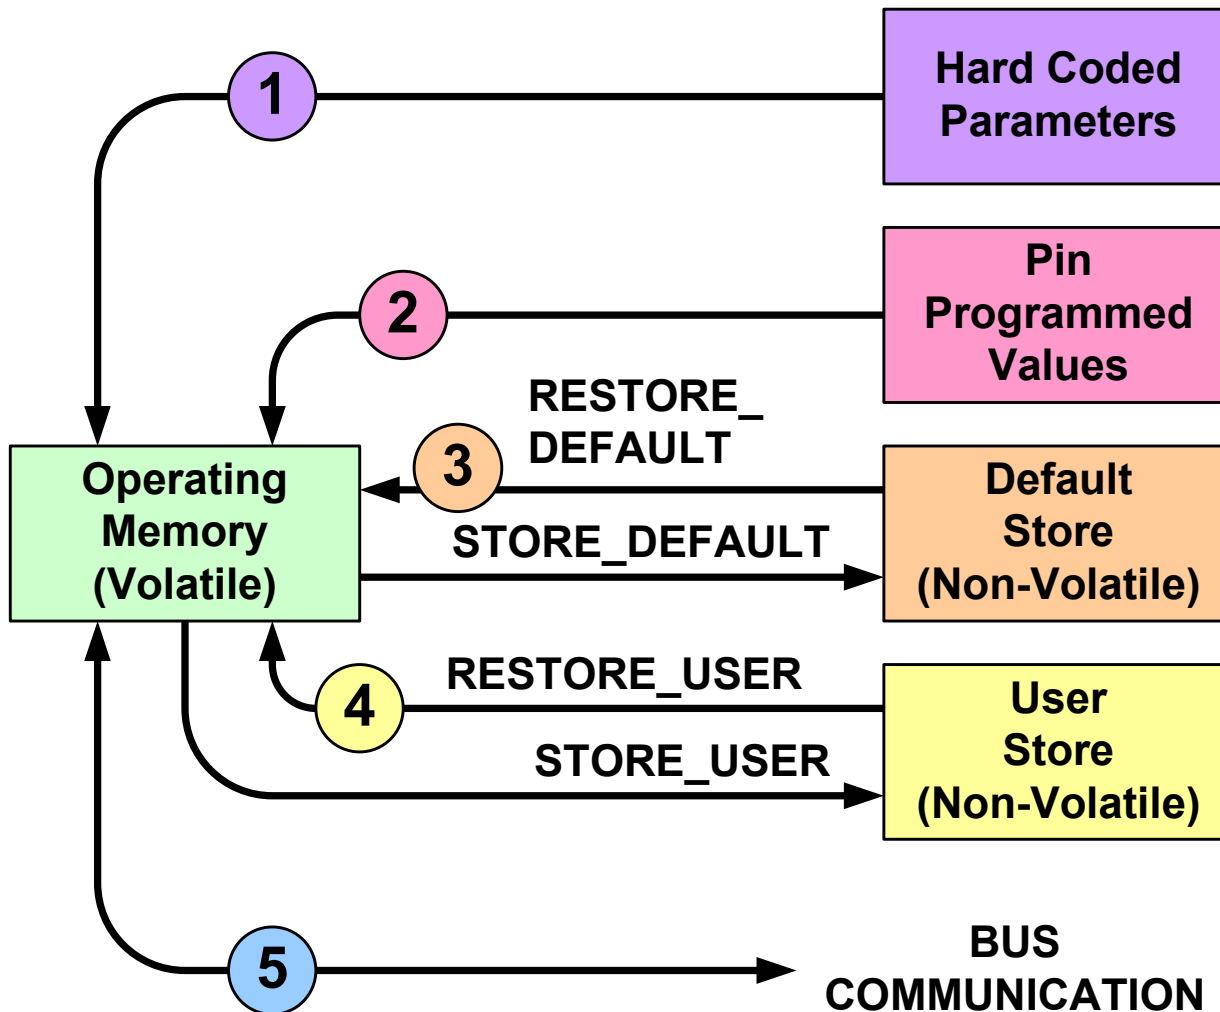 1
Hard Coded
Parameters
2
Pin
Programmed
Values
RESTORE_
DEFAULT
3
Operating
Memory
(Volatile)
STORE_DEFAULT
Default
Store
(Non-Volatile)
RESTORE_USER
4
STORE_USER
User
Store
(Non-Volatile)
5
BUS
COMMUNICATION